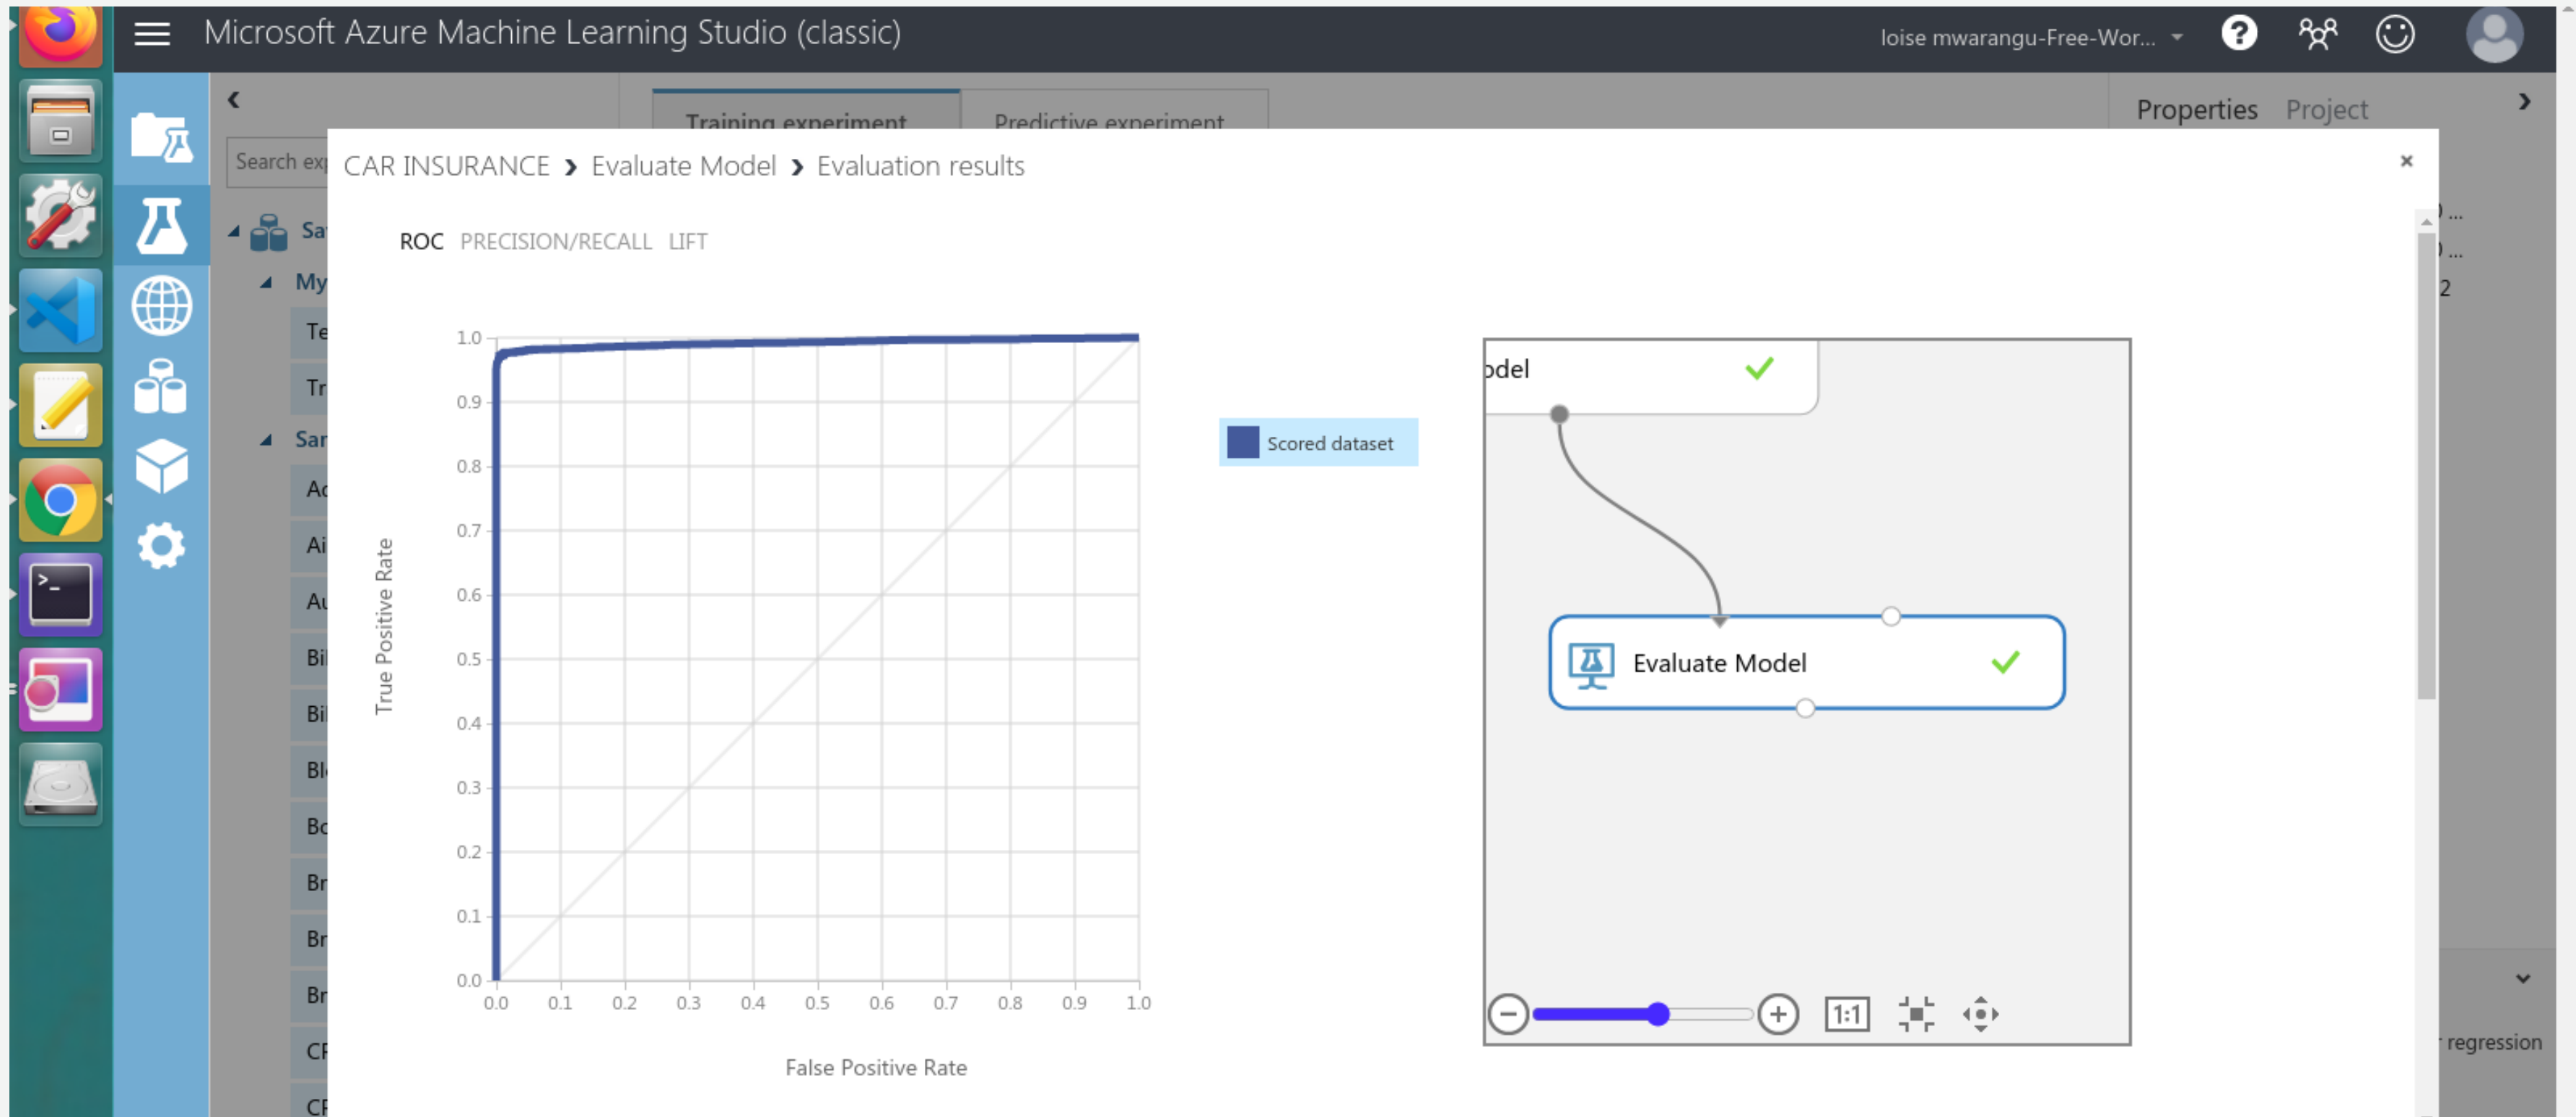 Microsoft Azure Machine Learning Studio (classic)
loise mwarangu-Free-Wor...
?
Training experiment
Predictive experiment
Properties Project
Search
CAR INSURANCE > Evaluate Model > Evaluation results
×
ROC PRECISION/RECALL LIFT
My
2
True Positive Rate
1.0
0.9
0.8
0.7
0.6
0.5
0.4
0.3
0.2
0.1
0.0
0.0 0.1 0.2 0.3 0.4 0.5 0.6 0.7 0.8 0.9 1.0
False Positive Rate
Scored dataset
odel
Evaluate Model
1:1
regression